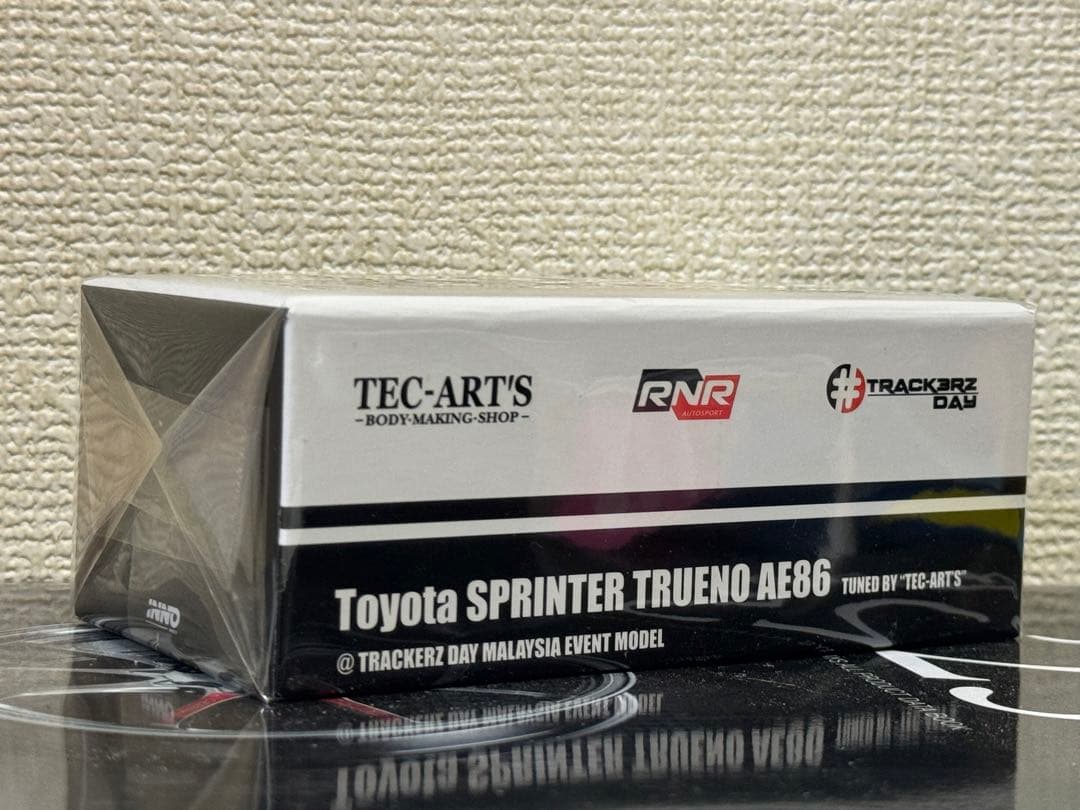 TEC-ART'S
-BODY·MAKING·SHOP-
RNR
AUTOSPORT
#TRACK3RZ
DAY
Toyota SPRINTER TRUENO AE86 TUNED BY "TEC-ART'S"
@ TRACKERZ DAY MALAYSIA EVENT MODEL
INNO